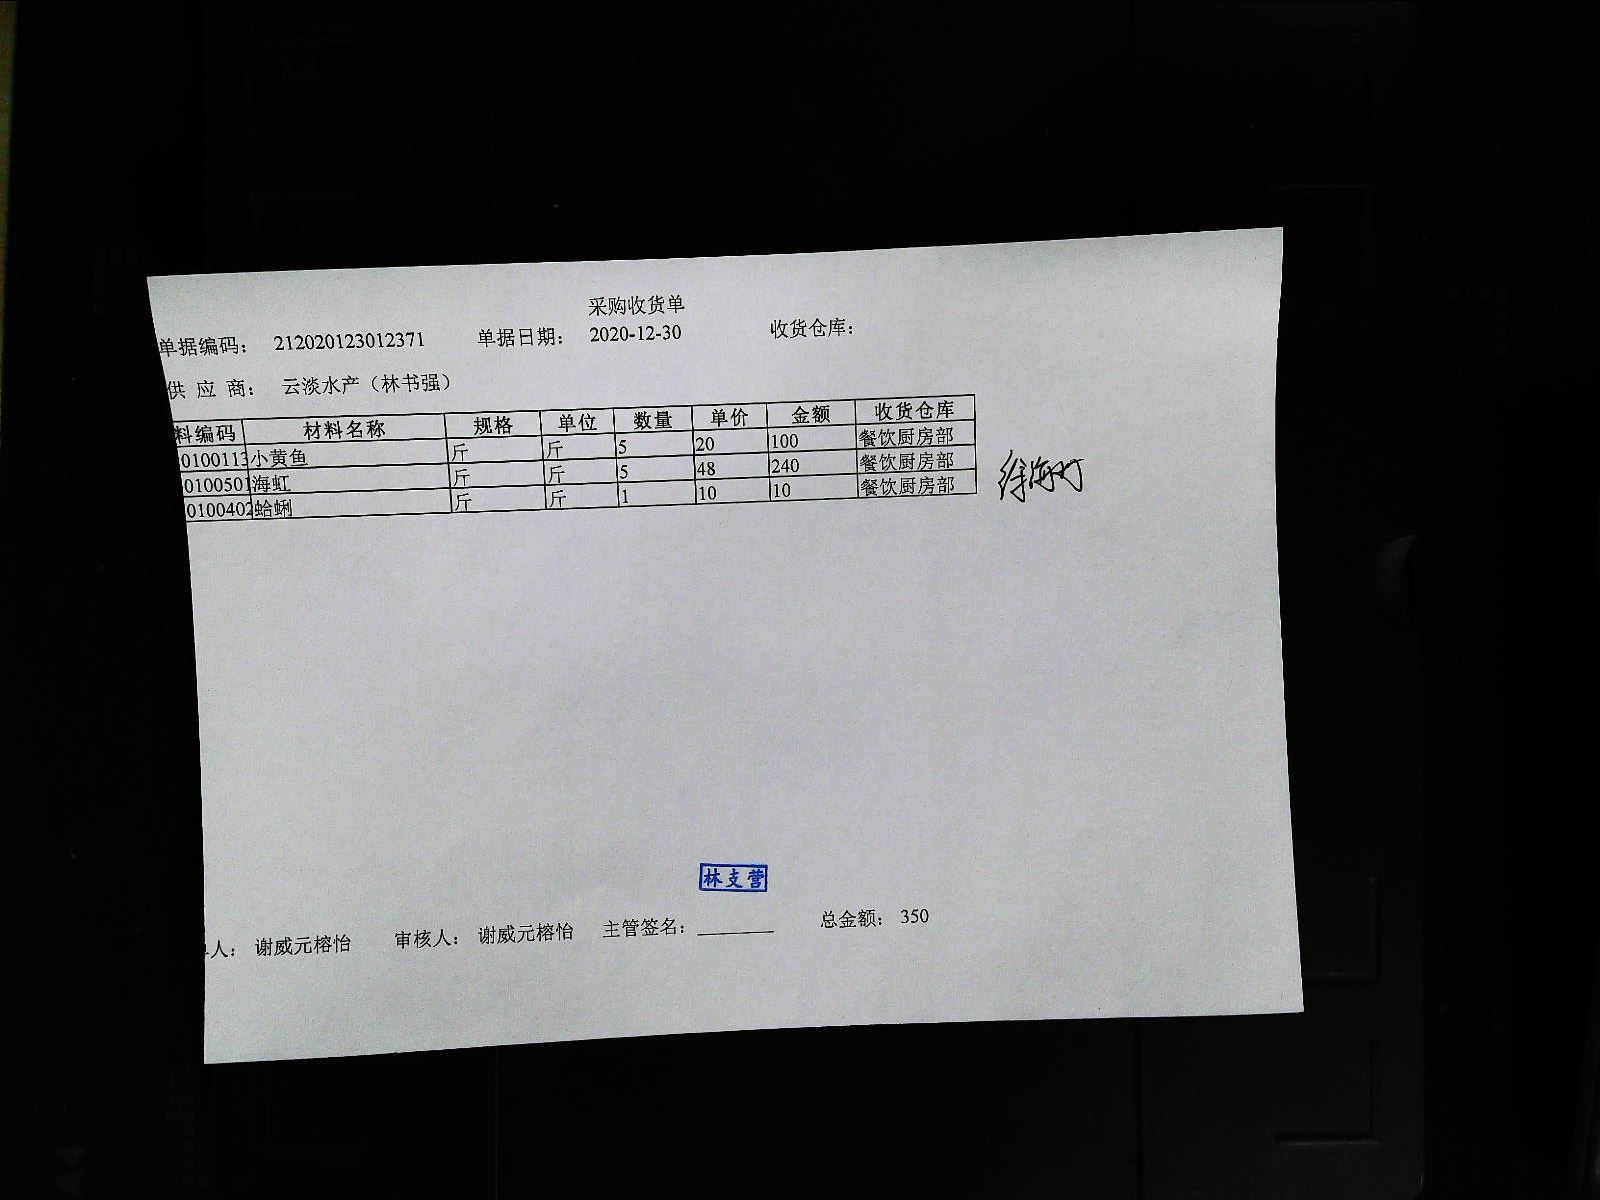 采购收货单
单据编码: 212020123012371 单据日期: 2020-12-30 收货仓库:
供 应 商: 云淡水产（林书强）
料编码 材料名称 规格 单位 数量 单价 金额 收货仓库
0100113 小黄鱼 斤 斤 5 20 100 餐饮厨房部
0100501 海虹 斤 斤 5 48 240 餐饮厨房部
0100402 蛤蜊 斤 斤 1 10 10 餐饮厨房部
林支营
人: 谢威元榕怡 审核人: 谢威元榕怡 主管签名: 总金额: 350